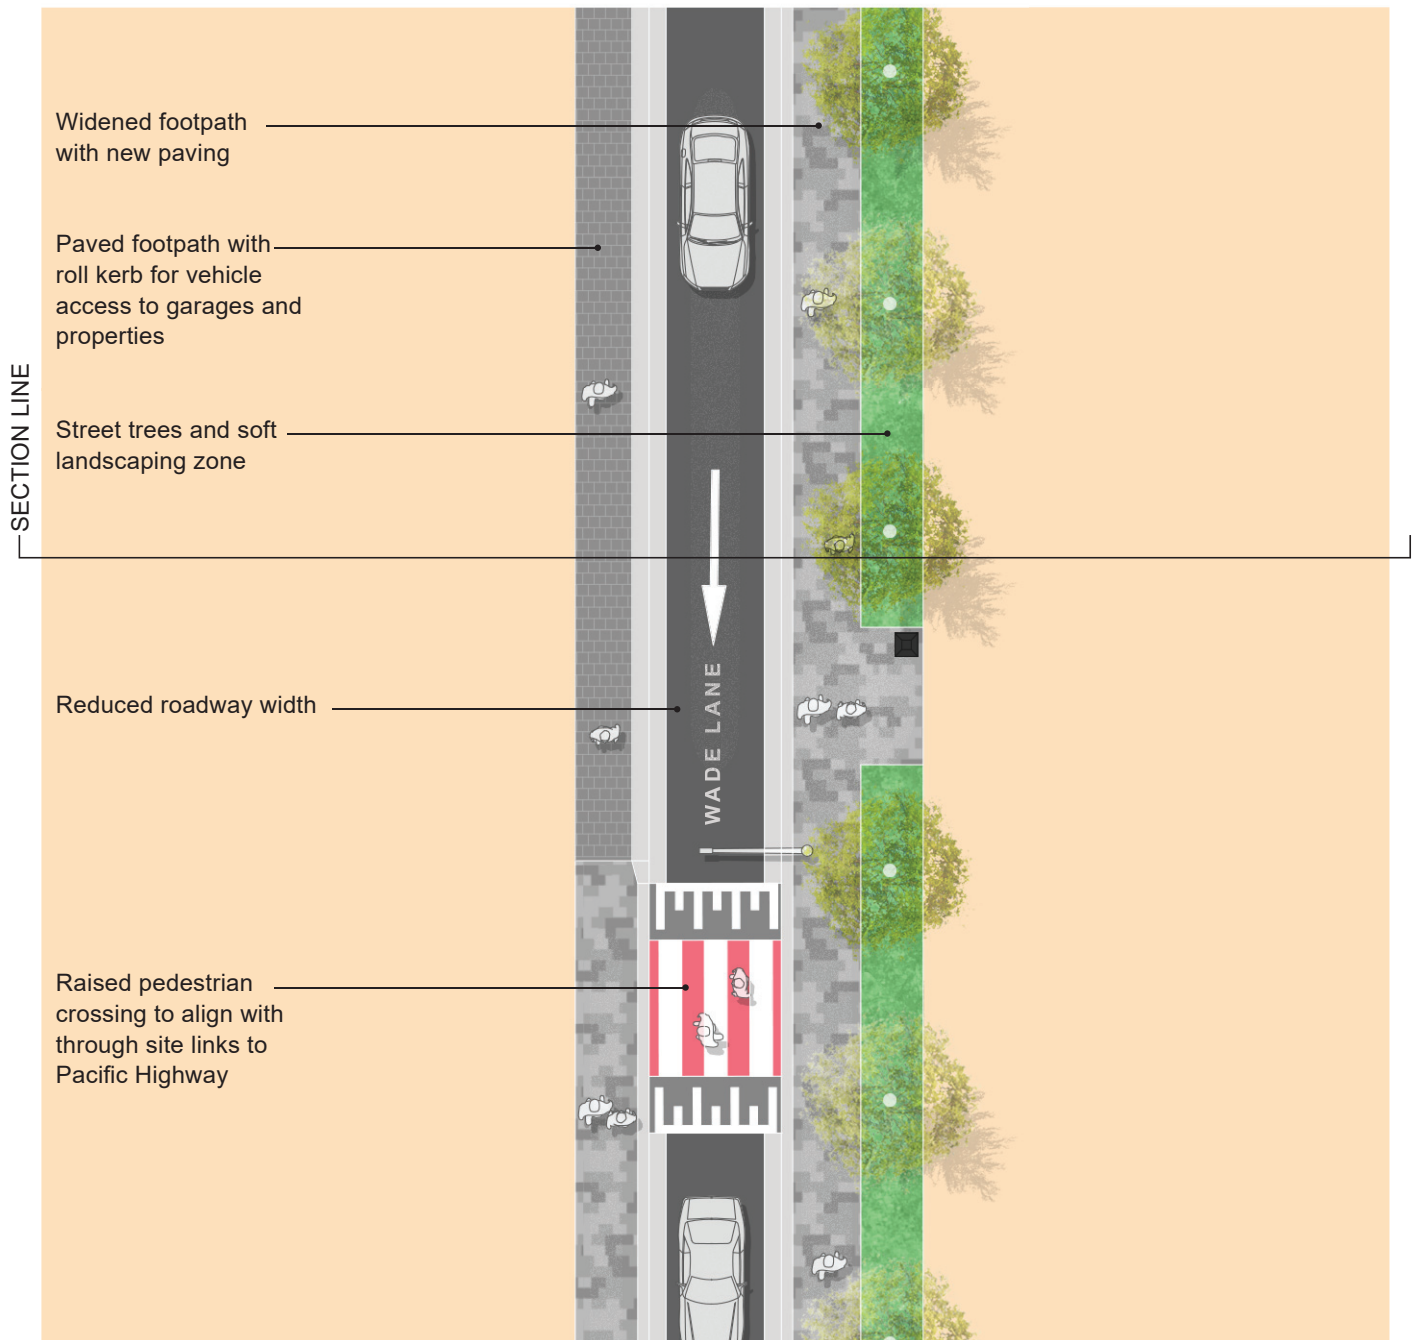 Widened footpath
with new paving
Paved footpath with
roll kerb for vehicle
access to garages and
properties
SECTION LINE
Street trees and soft
landscaping zone
Reduced roadway width
WADE LANE
Raised pedestrian
crossing to align with
through site links to
Pacific Highway